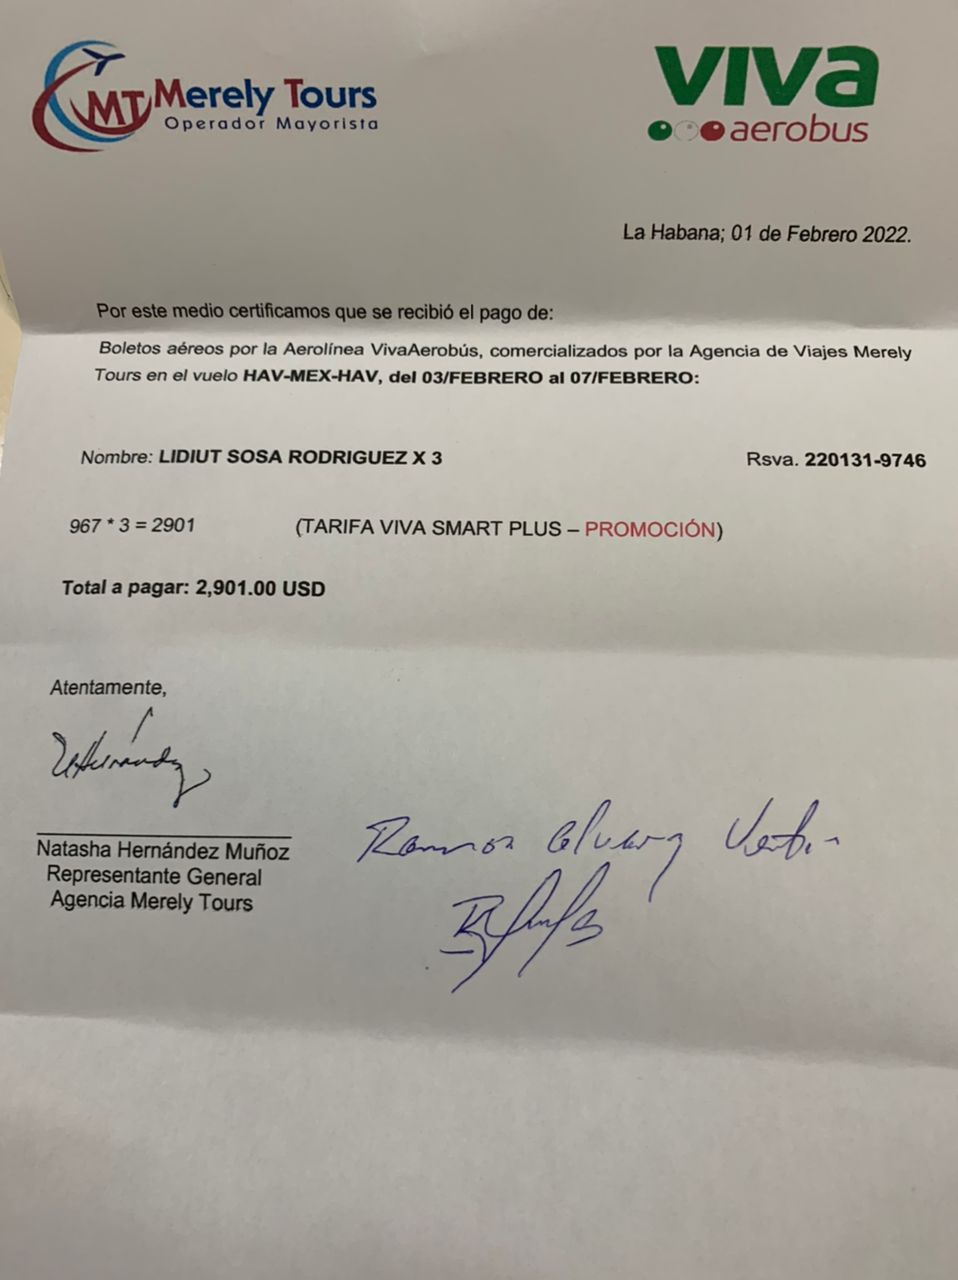 MT Merely Tours
Operador Mayorista
VIVA
aerobus
La Habana; 01 de Febrero 2022.
Por este medio certificamos que se recibió el pago de:
Boletos aéreos por la Aerolínea VivaAerobús, comercializados por la Agencia de Viajes Merely
Tours en el vuelo HAV-MEX-HAV, del 03/FEBRERO al 07/FEBRERO:
Nombre: LIDIUT SOSA RODRIGUEZ X 3 Rsva. 220131-9746
967 * 3 = 2901 (TARIFA VIVA SMART PLUS – PROMOCIÓN)
Total a pagar: 2,901.00 USD
Atentamente,
Natasha Hernández Muñoz
Representante General
Agencia Merely Tours
Ramon